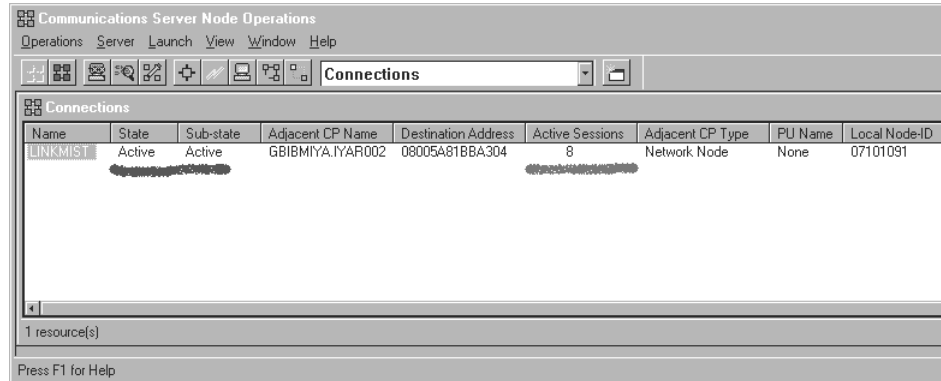 Communications Server Node Operations
Operations Server Launch View Window Help
Connections
Connections
Name State Sub-state Adjacent CP Name Destination Address Active Sessions Adjacent CP Type PU Name Local Node-ID
LINKMIST Active Active GBIBMIYA.IYAR002 08005A81BBA304 8 Network Node None 07101091
1 resource(s)
Press F1 for Help